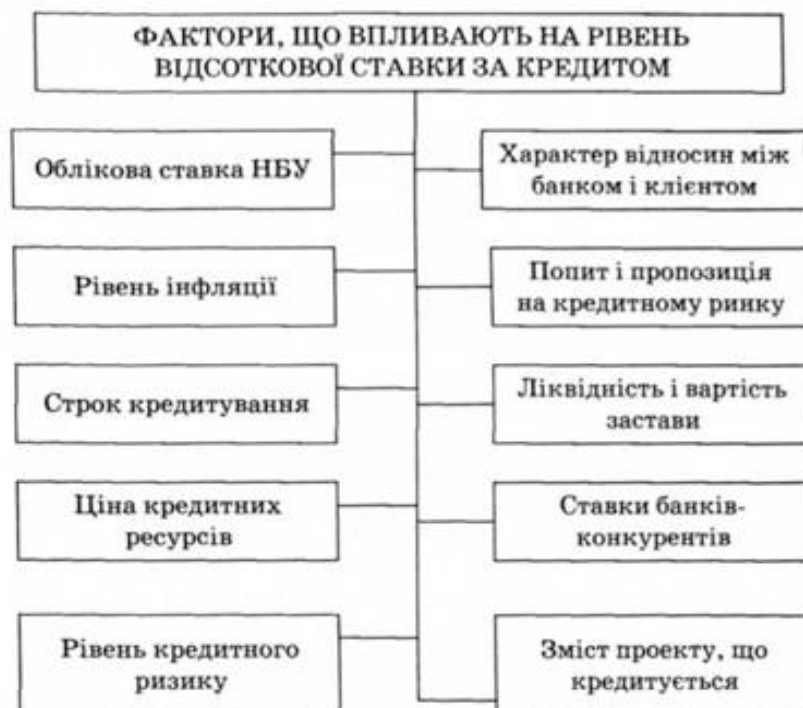 ФАКТОРИ, ЩО ВПЛИВАЮТЬ НА РІВЕНЬ
ВІДСОТКОВОЇ СТАВКИ ЗА КРЕДИТОМ
Облікова ставка НБУ
Характер відносин між
банком і клієнтом
Рівень інфляції
Попит і пропозиція
на кредитному ринку
Строк кредитування
Ліквідність і вартість
застави
Ціна кредитних
ресурсів
Ставки банків-
конкурентів
Рівень кредитного
ризику
Зміст проекту, що
кредитується